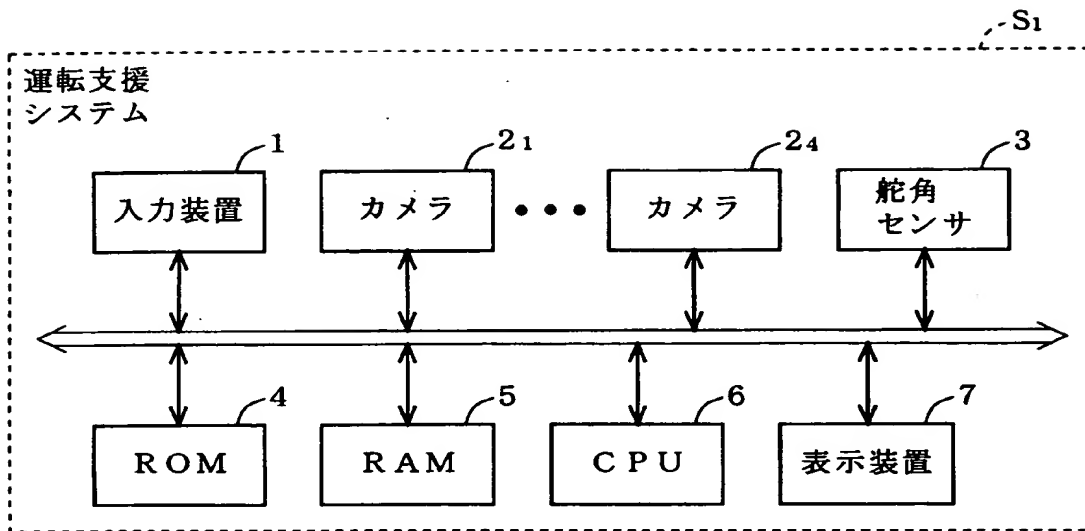 S1
運転支援
システム
1
21
24
3
入力装置
カメラ
・・・
カメラ
舵角
センサ
4
5
6
7
ROM
RAM
CPU
表示装置